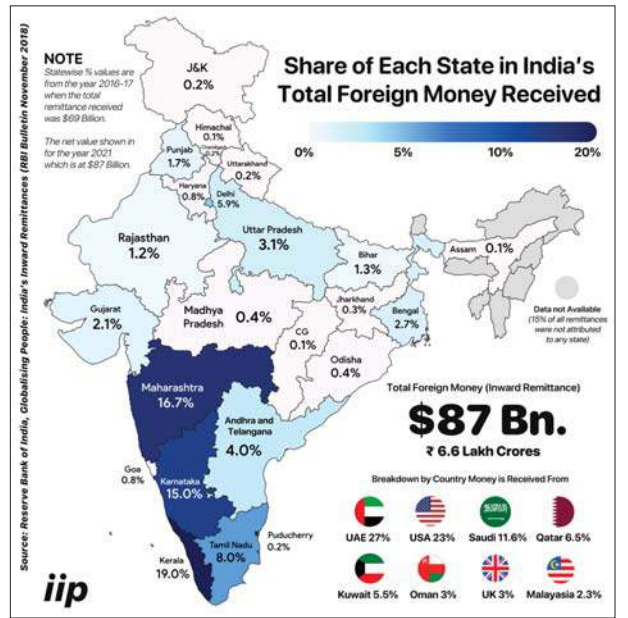 Source: Reserve Bank of India, Globalising People: India's Inward Remittances (RBI Bulletin November 2018)
NOTE
Statewise % values are
from the year 2016-17
when the total
remittance received
was $69 Billion.
The net value shown in
for the year 2021
which is at $87 Billion.
Share of Each State in India's
Total Foreign Money Received
0%
5%
10%
20%
J&K
0.2%
Himachal
0.1%
Chandigarh
0.2%
Punjab
1.7%
Uttarakhand
0.2%
Haryana
0.8%
Delhi
5.9%
Rajasthan
1.2%
Uttar Pradesh
3.1%
Bihar
1.3%
Assam 0.1%
Gujarat
2.1%
Madhya
Pradesh
0.4%
Jharkhand
0.3%
Bengal
2.7%
Data not Available
(15% of all remittances
were not attributed
to any state)
CG
0.1%
Odisha
0.4%
Maharashtra
16.7%
Andhra and
Telangana
4.0%
Goa
0.8%
Karnataka
15.0%
Puducherry
0.2%
Tamil Nadu
8.0%
Kerala
19.0%
Total Foreign Money (Inward Remittance)
$87 Bn.
₹ 6.6 Lakh Crores
Breakdown by Country Money is Received From
UAE 27%
USA 23%
Saudi 11.6%
Qatar 6.5%
Kuwait 5.5%
Oman 3%
UK 3%
Malayasia 2.3%
iip